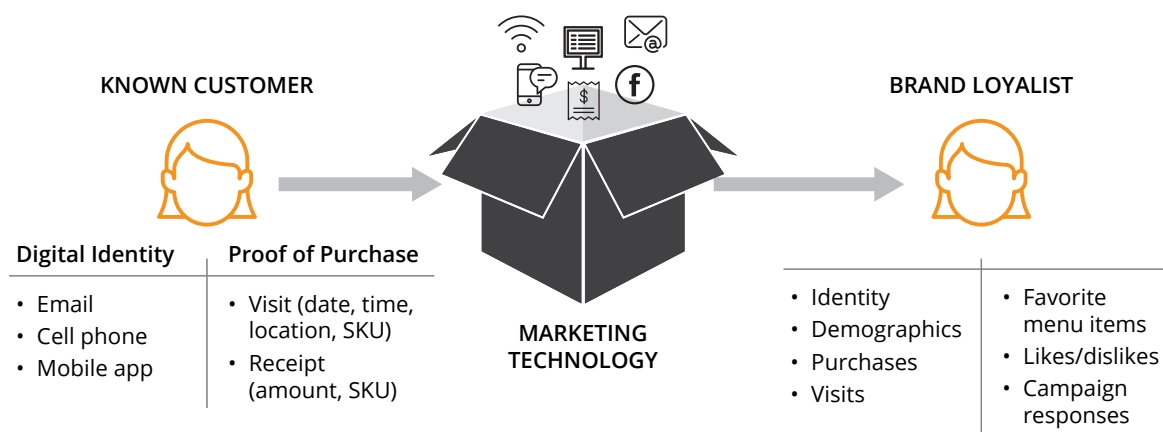 KNOWN CUSTOMER
Digital Identity
• Email
• Cell phone
• Mobile app
Proof of Purchase
• Visit (date, time,
location, SKU)
• Receipt
(amount, SKU)
@
$
f
MARKETING
TECHNOLOGY
BRAND LOYALIST
• Identity
• Demographics
• Purchases
• Visits
• Favorite
menu items
• Likes/dislikes
• Campaign
responses